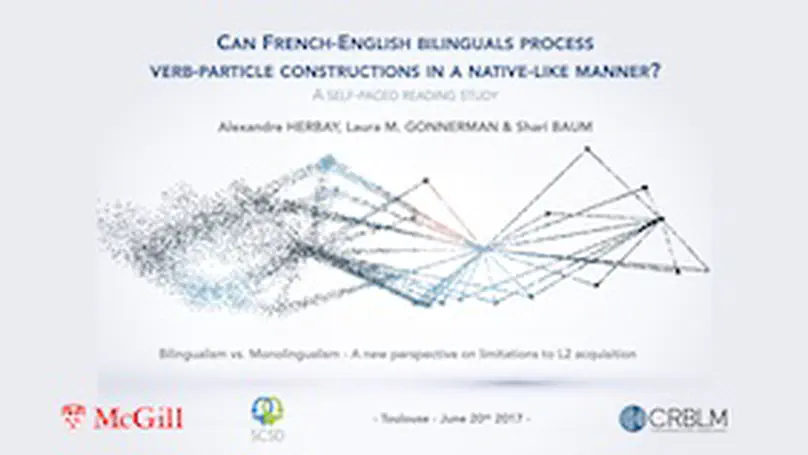 CAN FRENCH-ENGLISH BILINGUALS PROCESS
VERB-PARTICLE CONSTRUCTIONS IN A NATIVE-LIKE MANNER?
A SELF-PACED READING STUDY
Alexandre HERBAY, Laura M. GONNERMAN & Shari BAUM
Bilingualism vs. Monolingualism - A new perspective on limitations to L2 acquisition
McGill
SCSD
- Toulouse - June 20th 2017 -
CRBLM